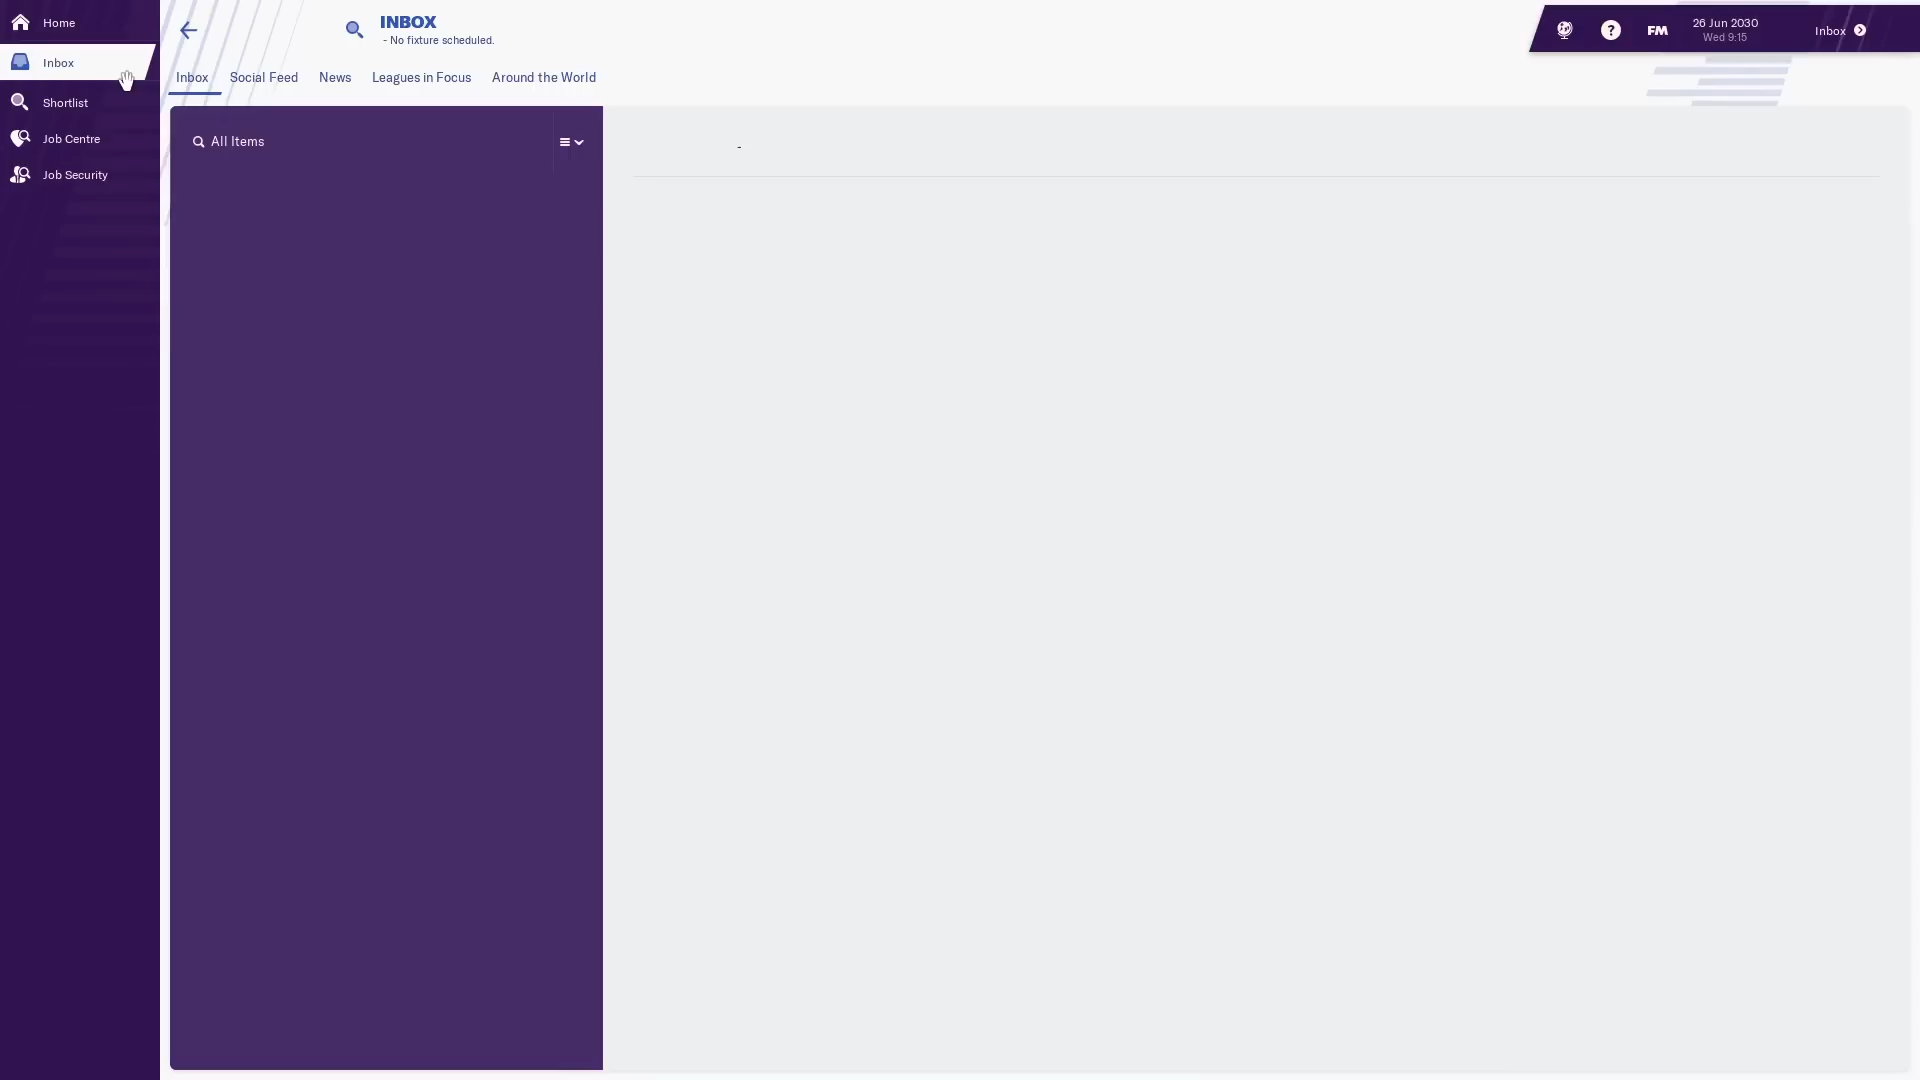 Home
Inbox
Shortlist
Job Centre
Job Security
INBOX
- No fixture scheduled.
FM
26 Jun 2030
Wed 9:15
Inbox
Inbox
Social Feed
News
Leagues in Focus
Around the World
All Items
-